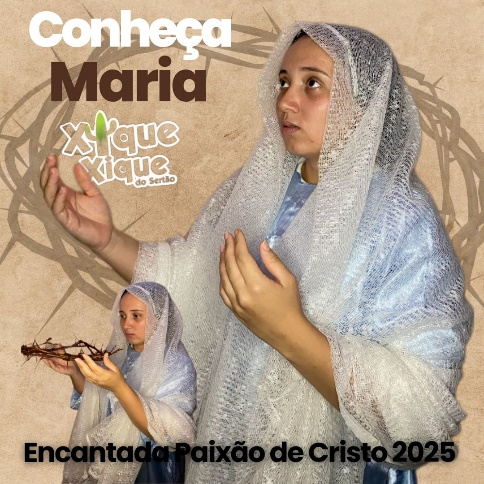 Conheça
Maria
Xique
Xique
do Sertão
Encantada Paixão de Cristo 2025